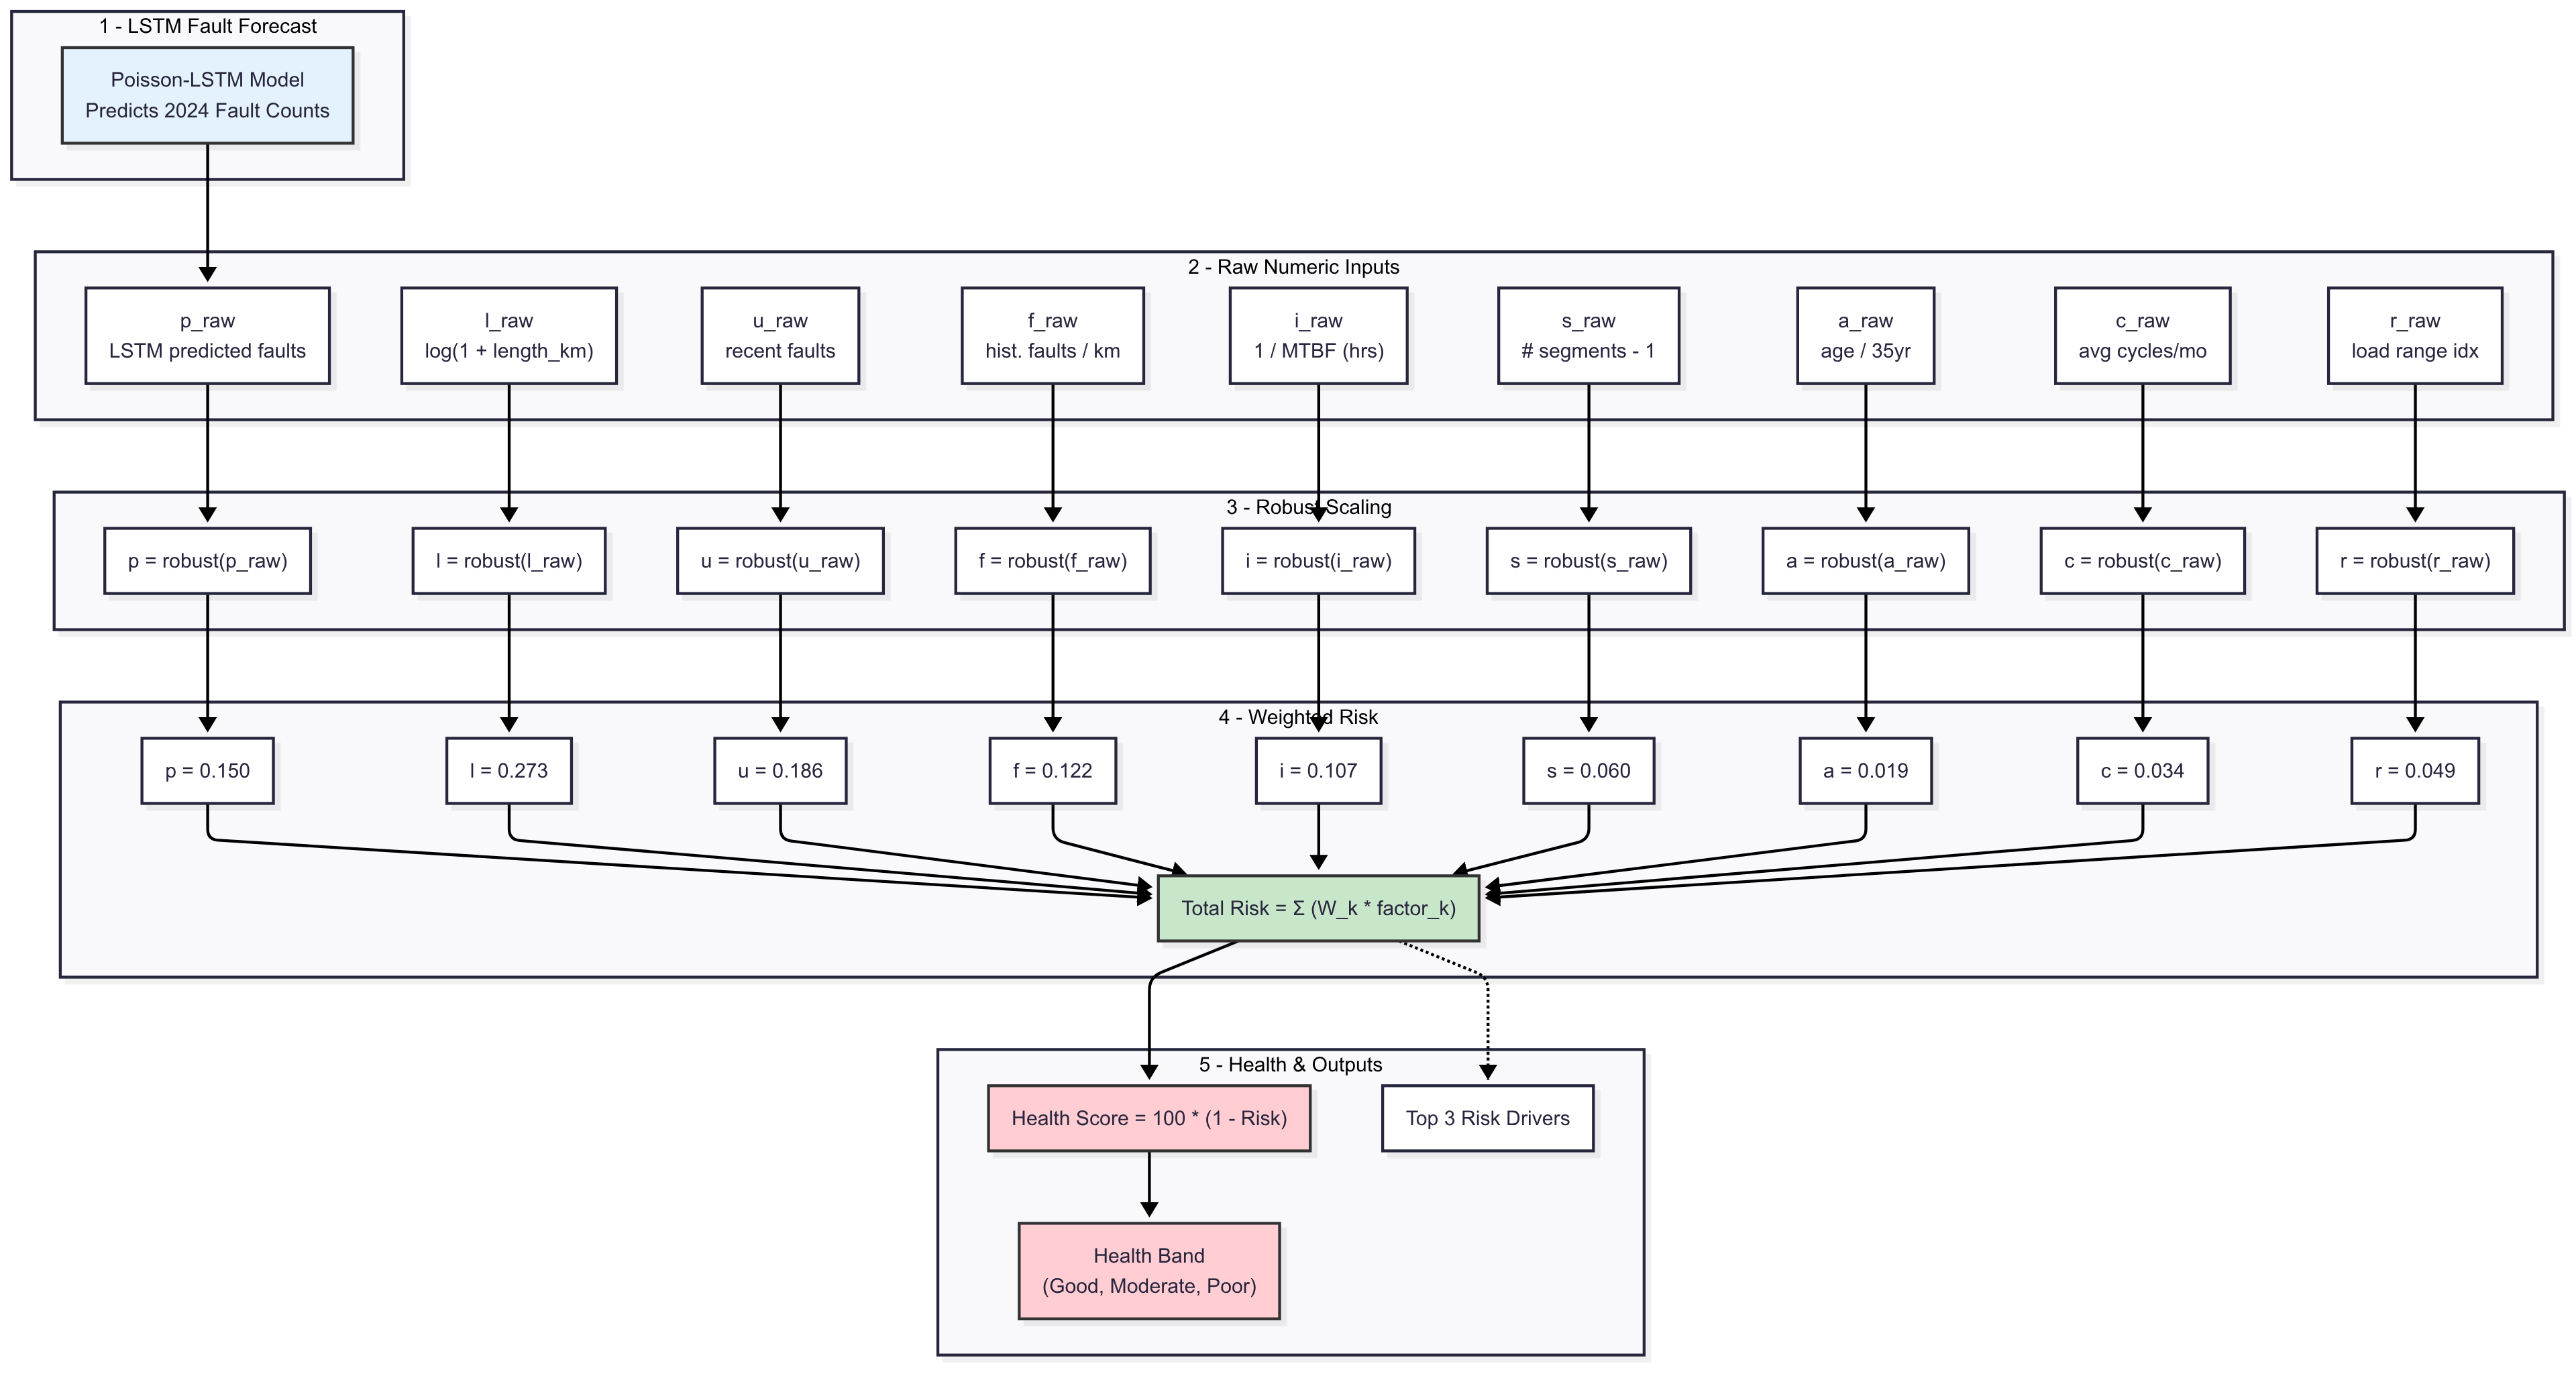 1 - LSTM Fault Forecast
Poisson-LSTM Model
Predicts 2024 Fault Counts
2 - Raw Numeric Inputs
p_raw
LSTM predicted faults
l_raw
log(1 + length_km)
u_raw
recent faults
f_raw
hist. faults / km
i_raw
1 / MTBF (hrs)
s_raw
# segments - 1
a_raw
age / 35yr
c_raw
avg cycles/mo
r_raw
load range idx
3 - Robust Scaling
p = robust(p_raw)
l = robust(l_raw)
u = robust(u_raw)
f = robust(f_raw)
i = robust(i_raw)
s = robust(s_raw)
a = robust(a_raw)
c = robust(c_raw)
r = robust(r_raw)
4 - Weighted Risk
p = 0.150
l = 0.273
u = 0.186
f = 0.122
i = 0.107
s = 0.060
a = 0.019
c = 0.034
r = 0.049
Total Risk = Σ (W_k * factor_k)
5 - Health & Outputs
Health Score = 100 * (1 - Risk)
Top 3 Risk Drivers
Health Band
(Good, Moderate, Poor)